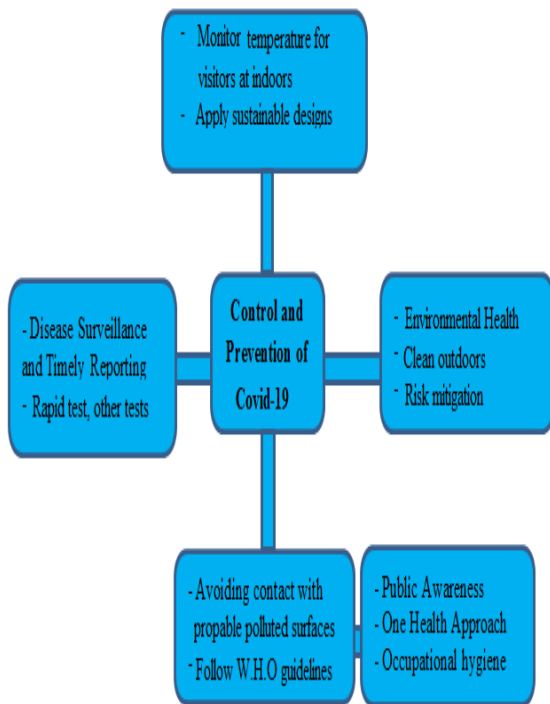 - Monitor temperature for
visitors at indoors
- Apply sustainable designs
- Disease Surveillance
and Timely Reporting
- Rapid test, other tests
Control and
Prevention of
Covid-19
- Environmental Health
- Clean outdoors
- Risk mitigation
- Avoiding contact with
propable polluted surfaces
- Follow W.H.O guidelines
- Public Awareness
- One Health Approach
- Occupational hygiene